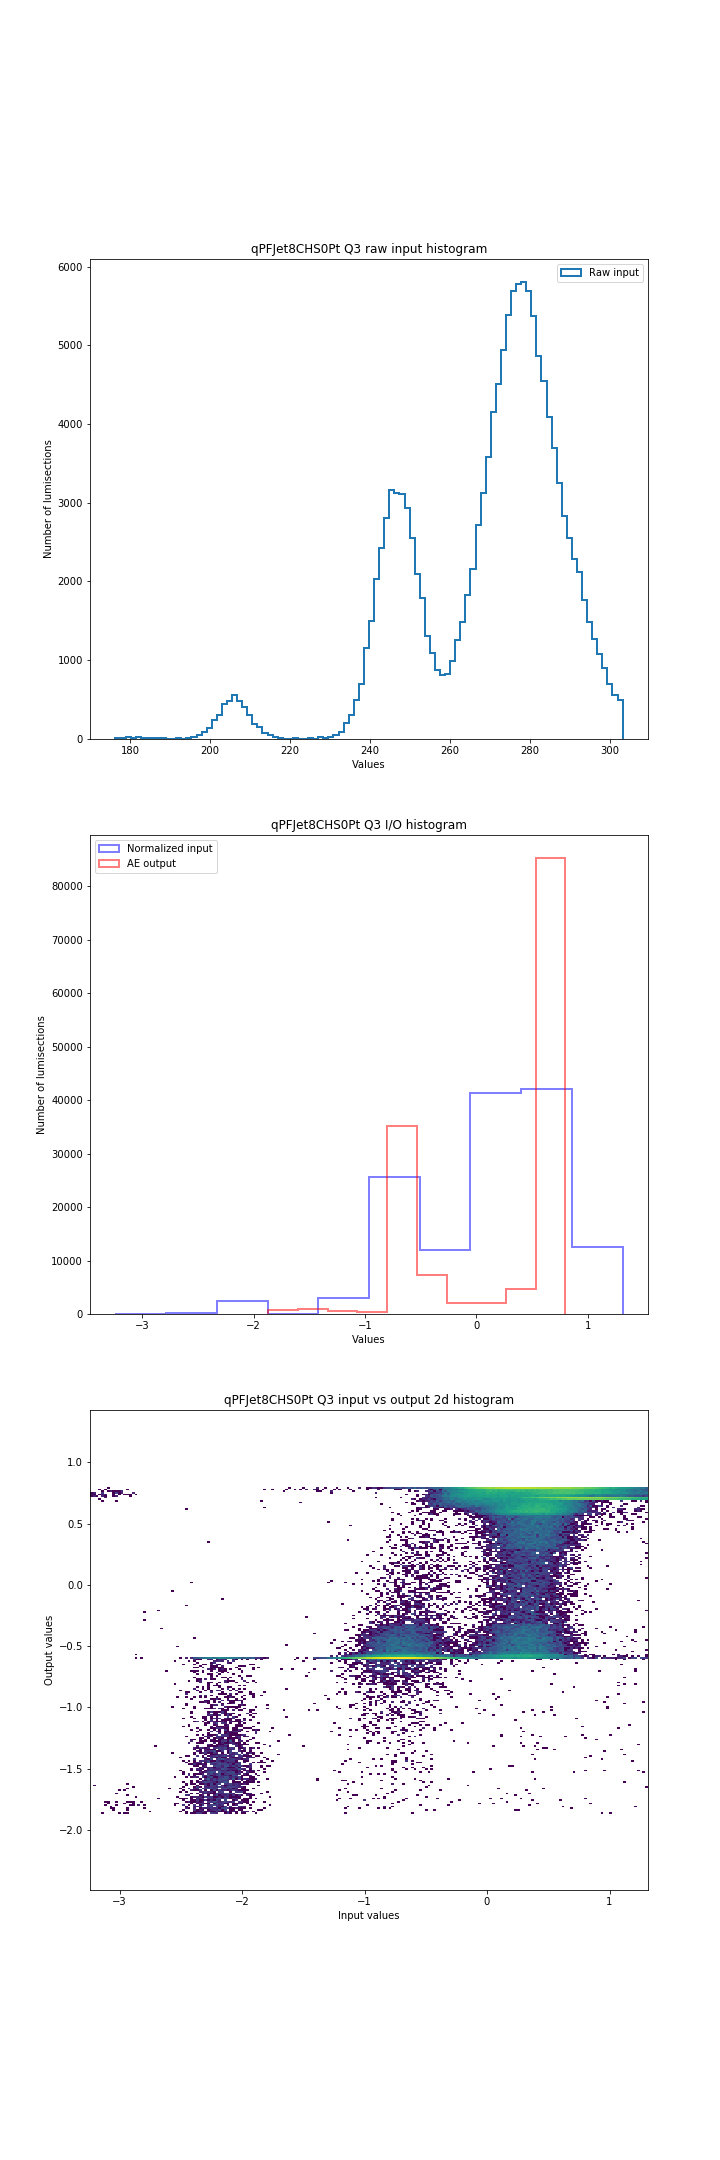 qPFJet8CHS0Pt Q3 raw input histogram
Raw input
6000
5000
4000
3000
2000
1000
0
Number of lumisections
180 200 220 240 260 280 300
Values
qPFJet8CHS0Pt Q3 I/O histogram
Normalized input
AE output
80000
70000
60000
50000
40000
30000
20000
10000
0
Number of lumisections
−3 −2 −1 0 1
Values
qPFJet8CHS0Pt Q3 input vs output 2d histogram
1.0
0.5
0.0
−0.5
−1.0
−1.5
−2.0
Output values
−3 −2 −1 0 1
Input values